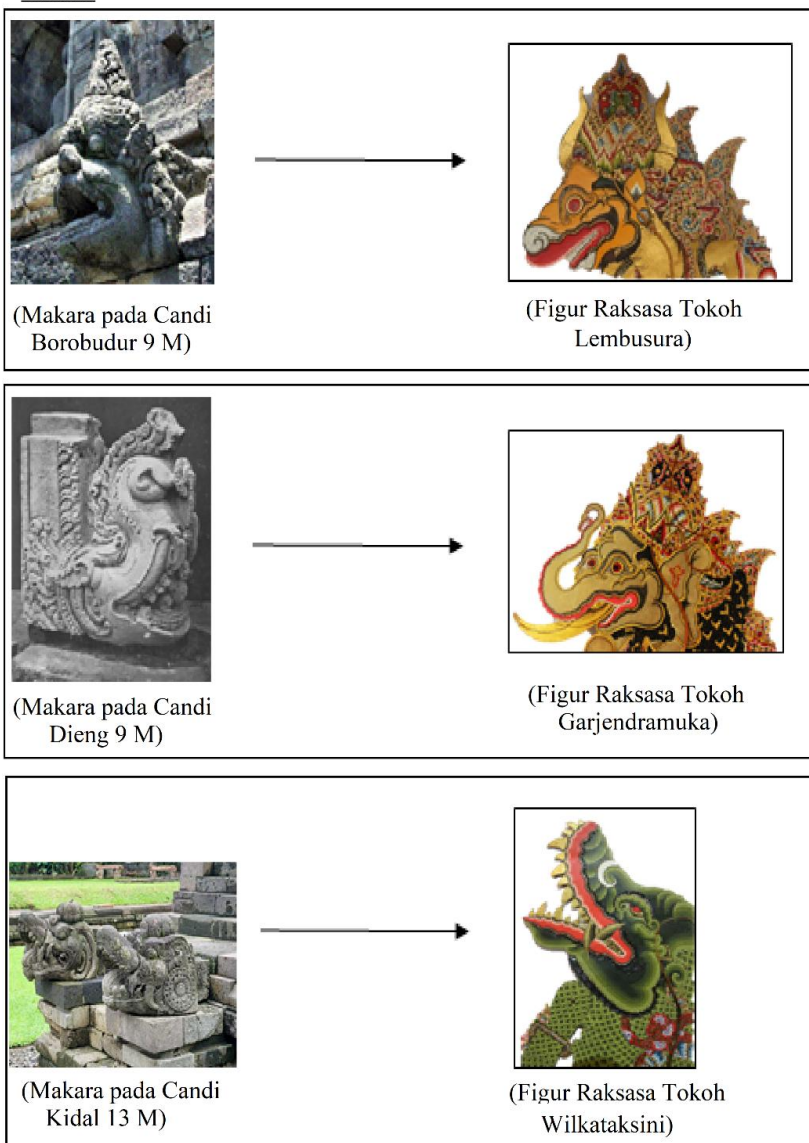 (Makara pada Candi
Borobudur 9 M)
(Figur Raksasa Tokoh
Lembusura)
(Makara pada Candi
Dieng 9 M)
(Figur Raksasa Tokoh
Garjendramuka)
(Makara pada Candi
Kidal 13 M)
(Figur Raksasa Tokoh
Wilkataksini)